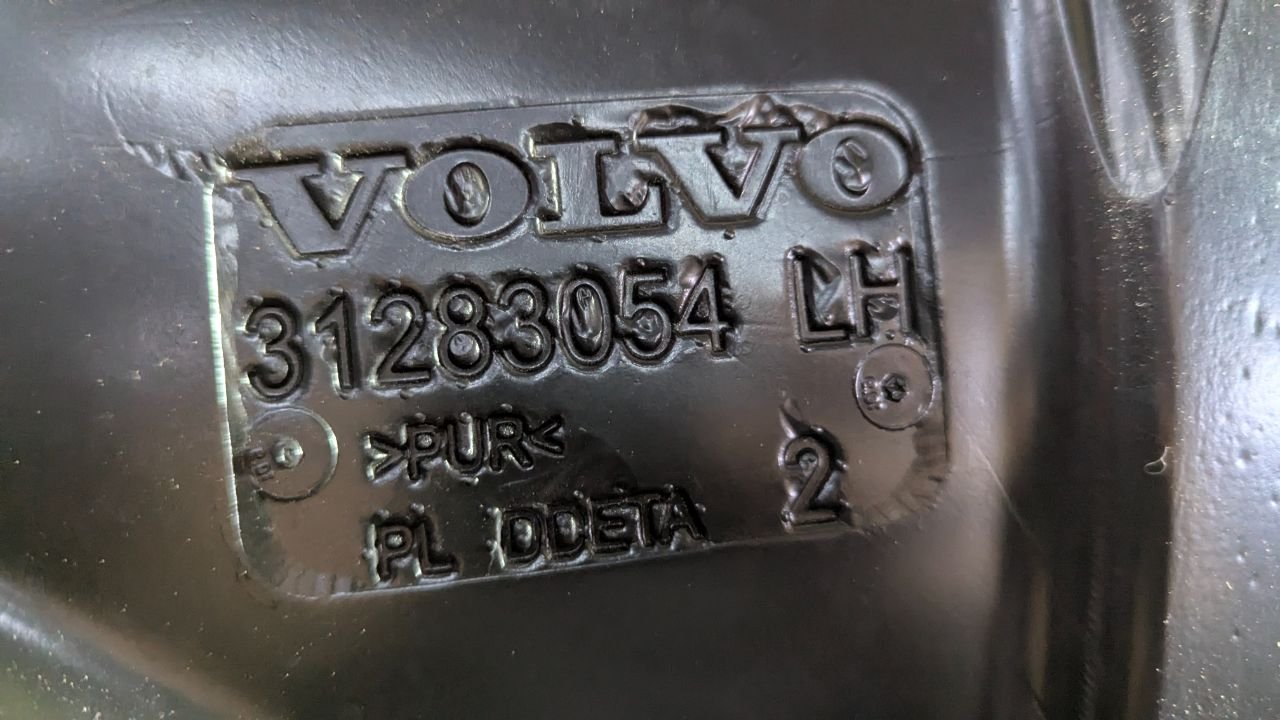 VOLVO
31283054 LH
>PUR<
2
PL DDETA